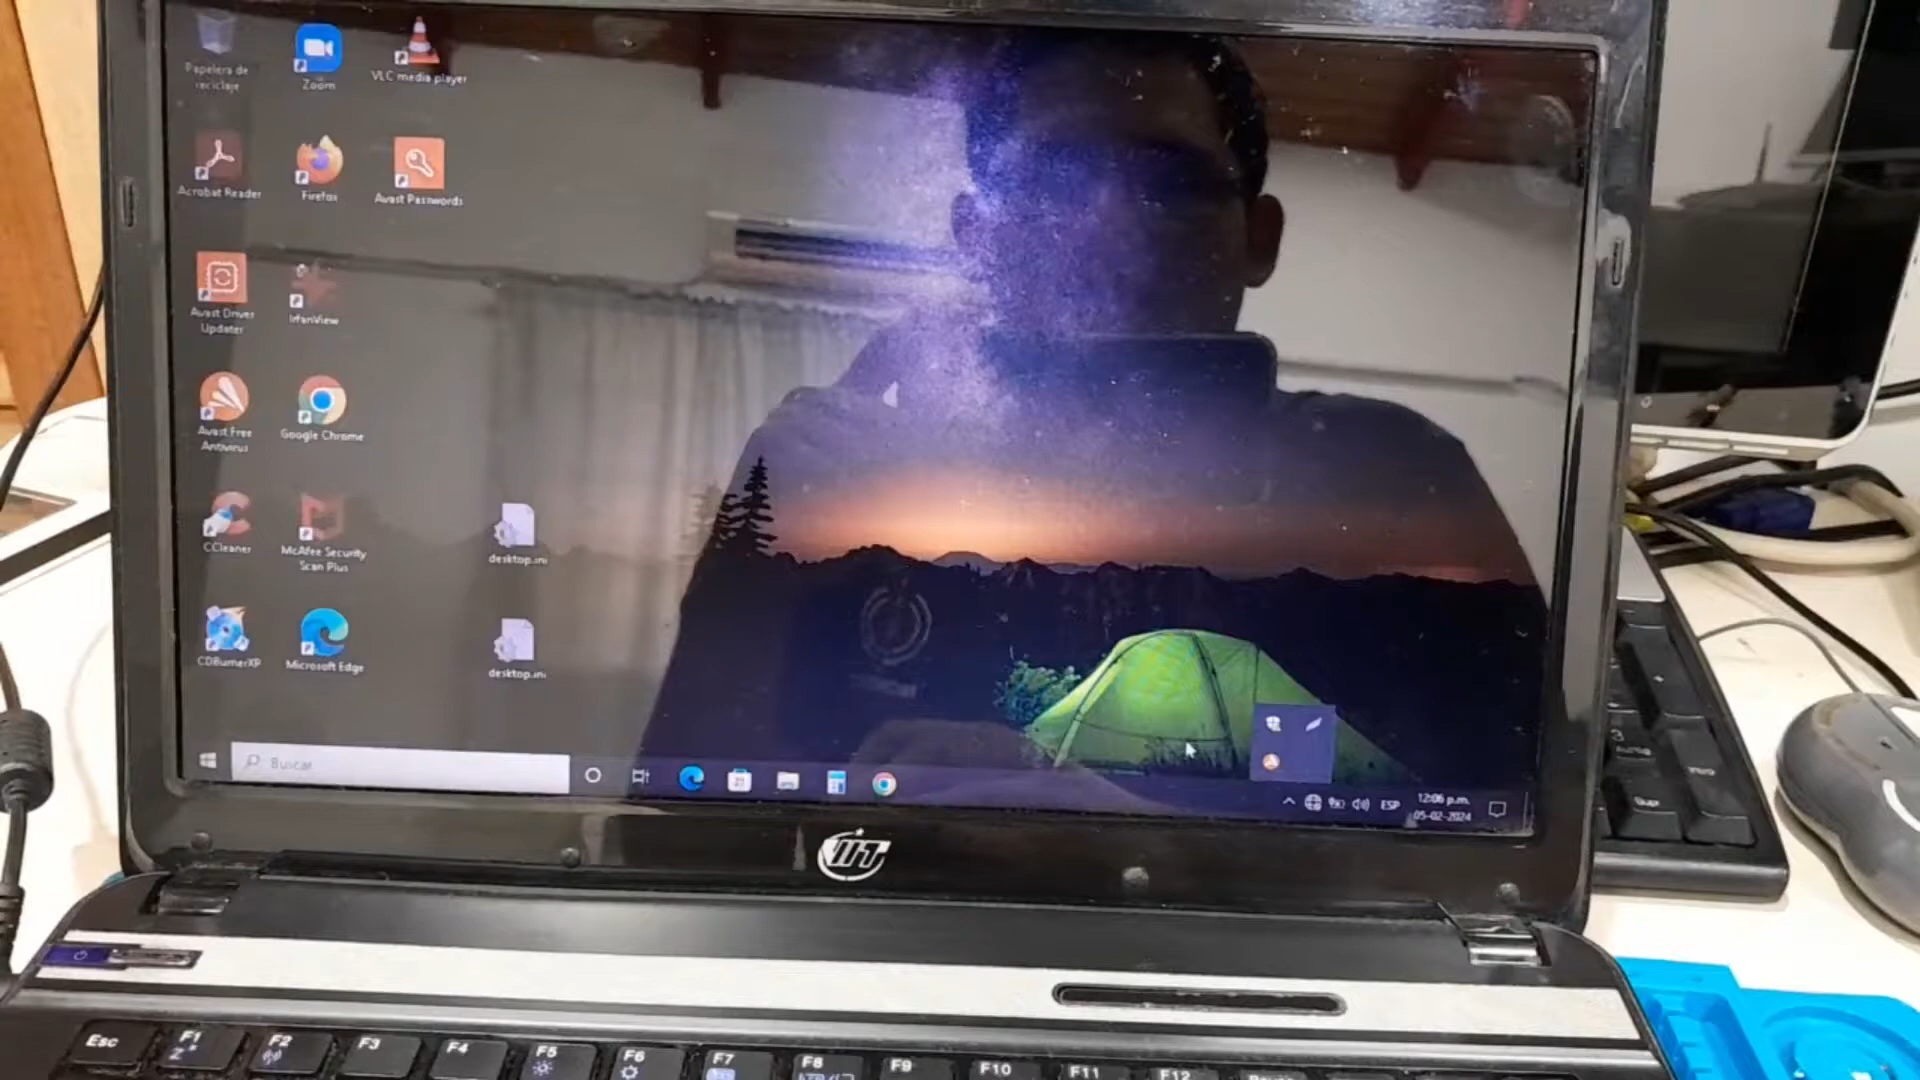 Papelera de
reciclaje
Zoom
VLC media player
Acrobat Reader
Firefox
Avast Passwords
Avast Driver
Updater
IrfanView
Avast Free
Antivirus
Google Chrome
CCleaner
McAfee Security
Scan Plus
desktop.ini
CDBurnerXP
Microsoft Edge
desktop.ini
Buscar
ESP
12:06 p.m.
05-02-2024
IIT
Esc
F1
F2
F3
F4
F5
F6
F7
F8
F9
F10
F11
F12